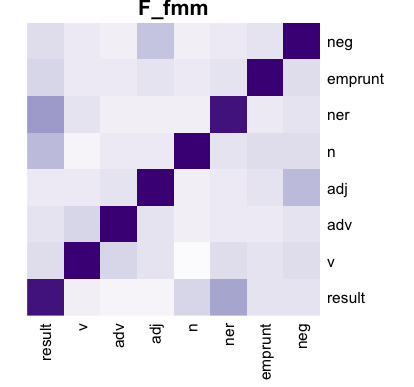 F_fmm
neg
emprunt
ner
n
adj
adv
v
result
result v adv adj n ner emprunt neg